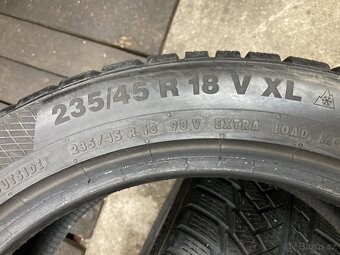 235/45 R 18 V XL
235/45 R 18 98 V EXTRA LOAD
OUTSIDE